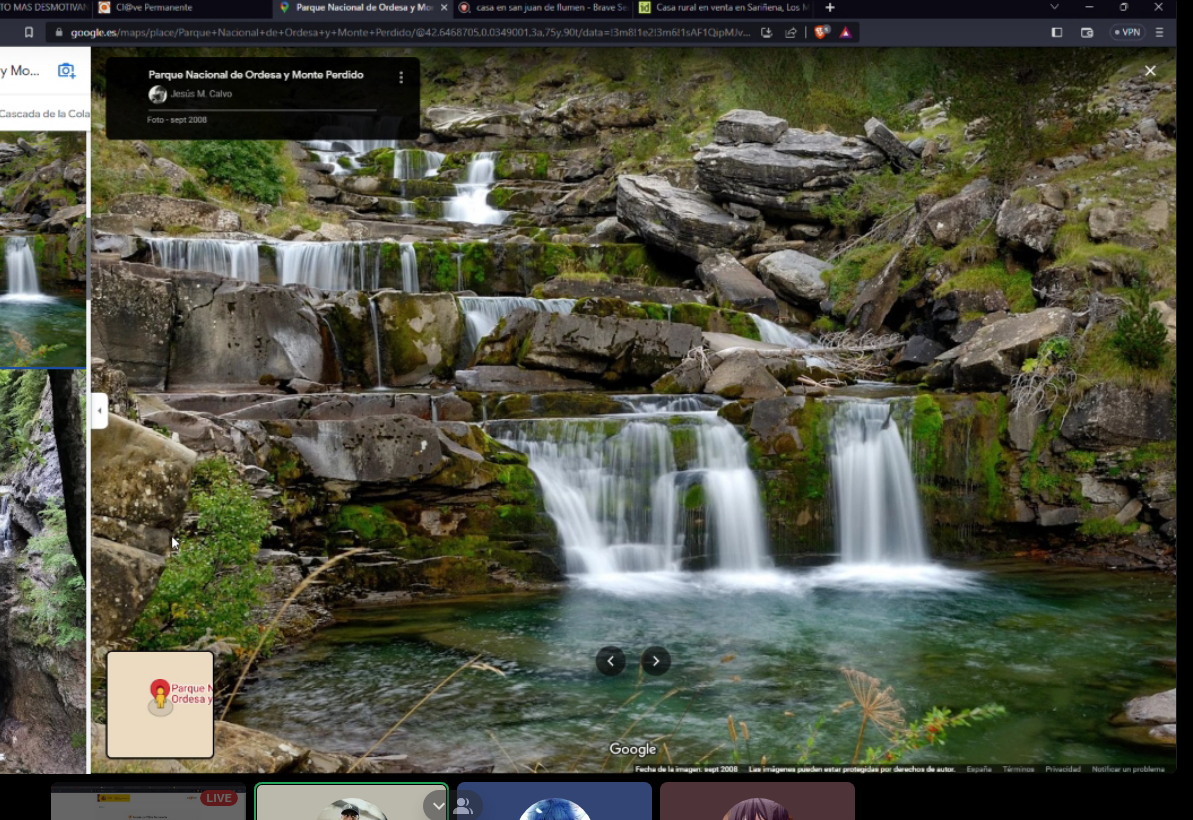 TO MAS DESMOTIVAN
Cl@ve Permanente
Parque Nacional de Ordesa y Mo
casa en san juan de flumen - Brave Se
Casa rural en venta en Sariñena, Los M
google.es/maps/place/Parque+Nacional+de+Ordesa+y+Monte+Perdido/@42.6468705,0.0349001,3a,75y,90t/data=!3m8!1e2!3m6!1sAF1QipMJv...
VPN
y Mo...
Cascada de la Cola
Parque Nacional de Ordesa y Monte Perdido
Jesús M. Calvo
Foto - sept 2008
Parque N
Ordesa y
Google
Fecha de la imagen: sept 2008 Las imágenes pueden estar protegidas por derechos de autor. España Términos Privacidad Notificar un problema
LIVE